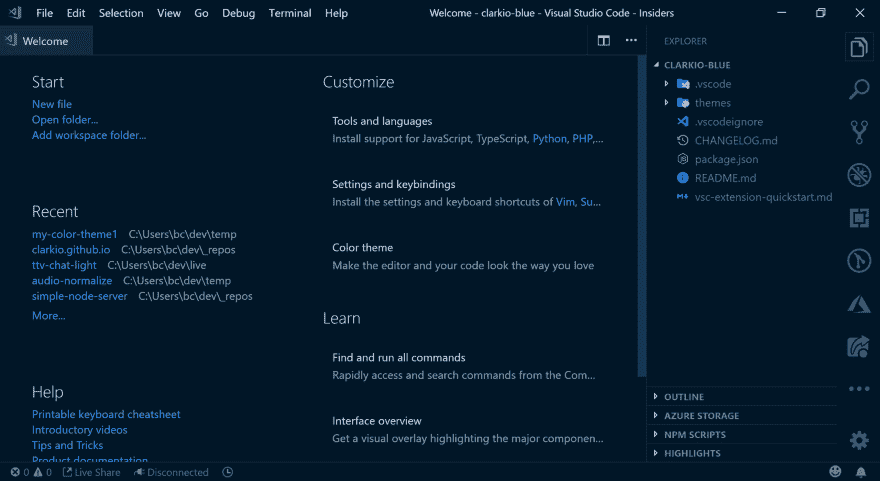 File Edit Selection View Go Debug Terminal Help Welcome - clarkio-blue - Visual Studio Code - Insiders
Welcome
Start
New file
Open folder...
Add workspace folder...
Recent
my-color-theme1 C:\Users\bc\dev\temp
clarkio.github.io C:\Users\bc\dev\_repos
ttv-chat-light C:\Users\bc\dev\live
audio-normalize C:\Users\bc\dev\temp
simple-node-server C:\Users\bc\dev\_repos
More...
Help
Printable keyboard cheatsheet
Introductory videos
Tips and Tricks
Product documentation
Customize
Tools and languages
Install support for JavaScript, TypeScript, Python, PHP,...
Settings and keybindings
Install the settings and keyboard shortcuts of Vim, Su...
Color theme
Make the editor and your code look the way you love
Learn
Find and run all commands
Rapidly access and search commands from the Com...
Interface overview
Get a visual overlay highlighting the major componen...
EXPLORER
CLARKIO-BLUE
.vscode
themes
.vscodeignore
CHANGELOG.md
package.json
README.md
vsc-extension-quickstart.md
OUTLINE
AZURE STORAGE
NPM SCRIPTS
HIGHLIGHTS
0 0 Live Share Disconnected